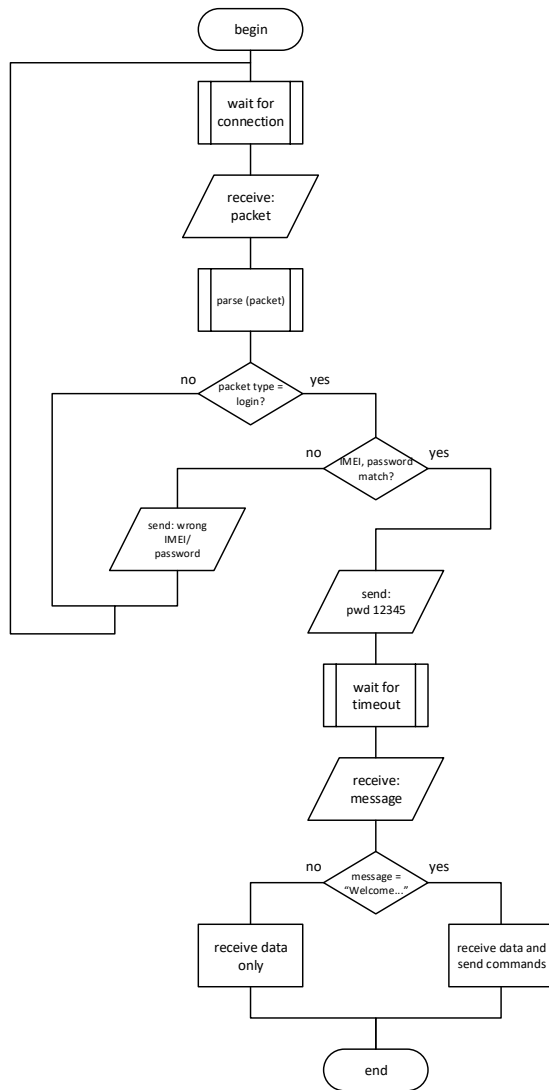 begin
wait for
connection
receive:
packet
parse (packet)
no
packet type =
login?
yes
no
IMEI, password
match?
yes
send: wrong
IMEI/
password
send:
pwd 12345
wait for
timeout
receive:
message
no
message =
“Welcome...”
yes
receive data
only
receive data and
send commands
end